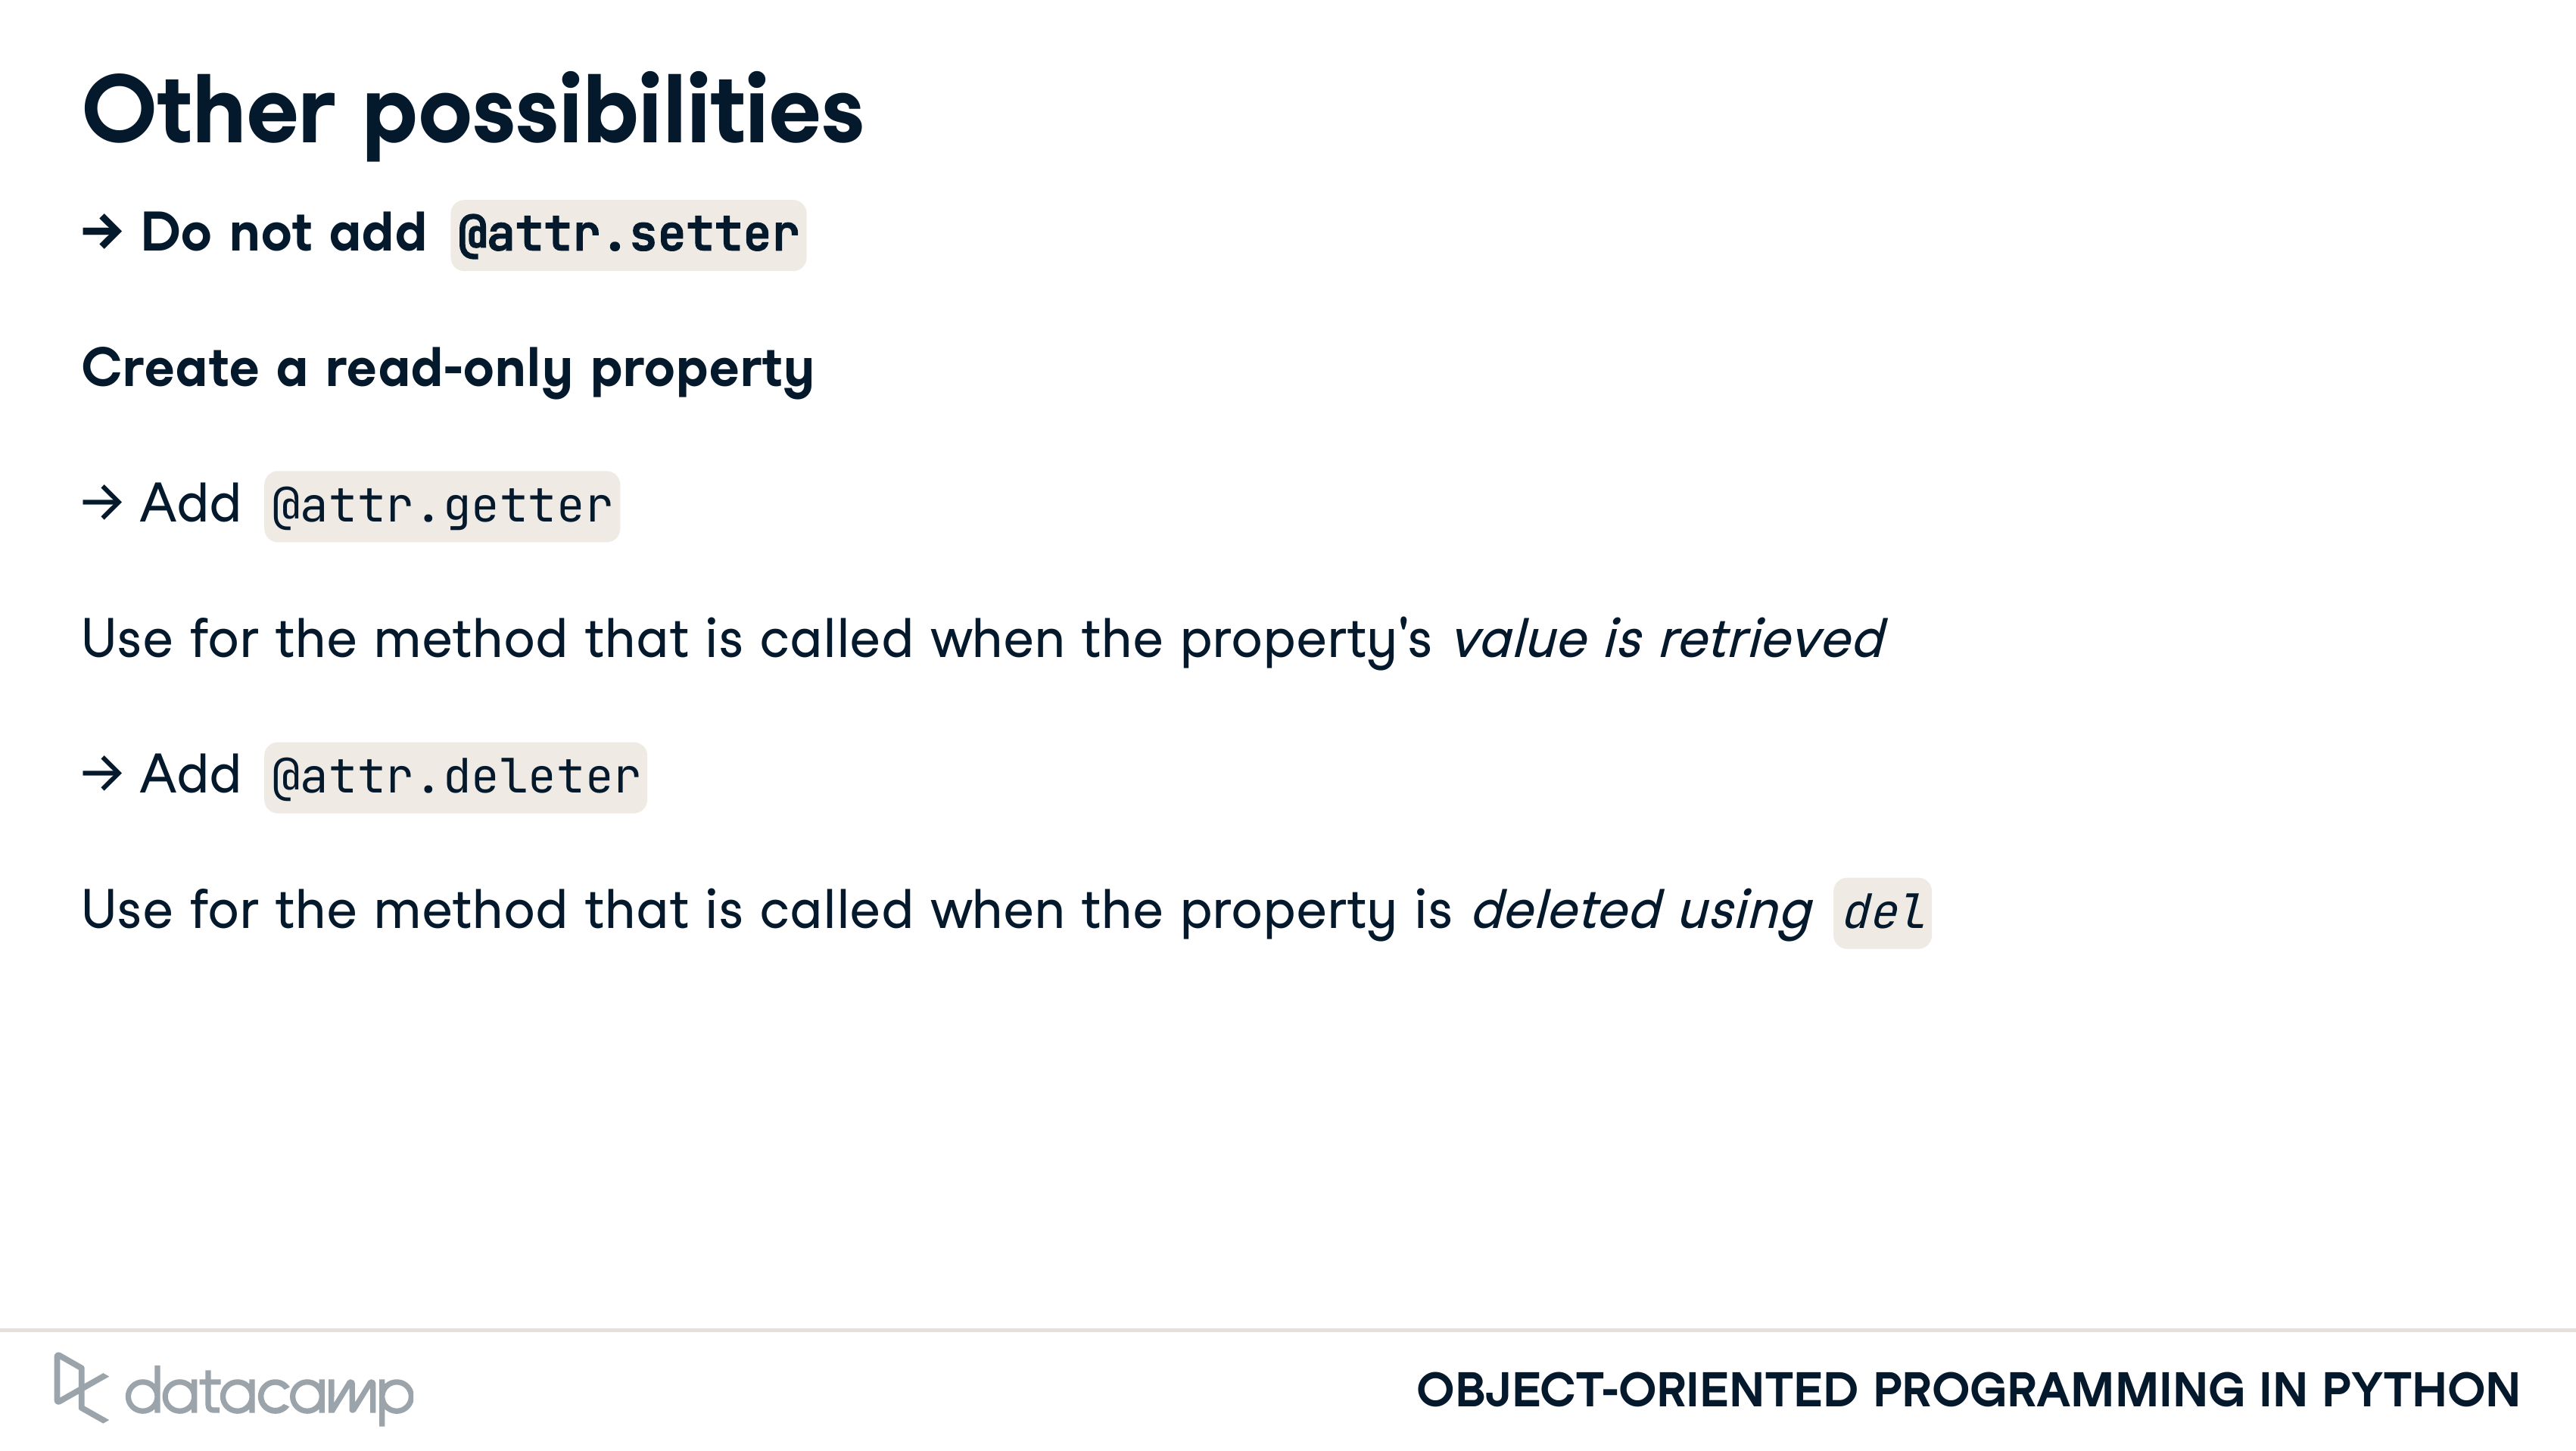 Other possibilities
→ Do not add @attr.setter
Create a read-only property
→ Add @attr.getter
Use for the method that is called when the property's value is retrieved
→ Add @attr.deleter
Use for the method that is called when the property is deleted using del
datacamp
OBJECT-ORIENTED PROGRAMMING IN PYTHON